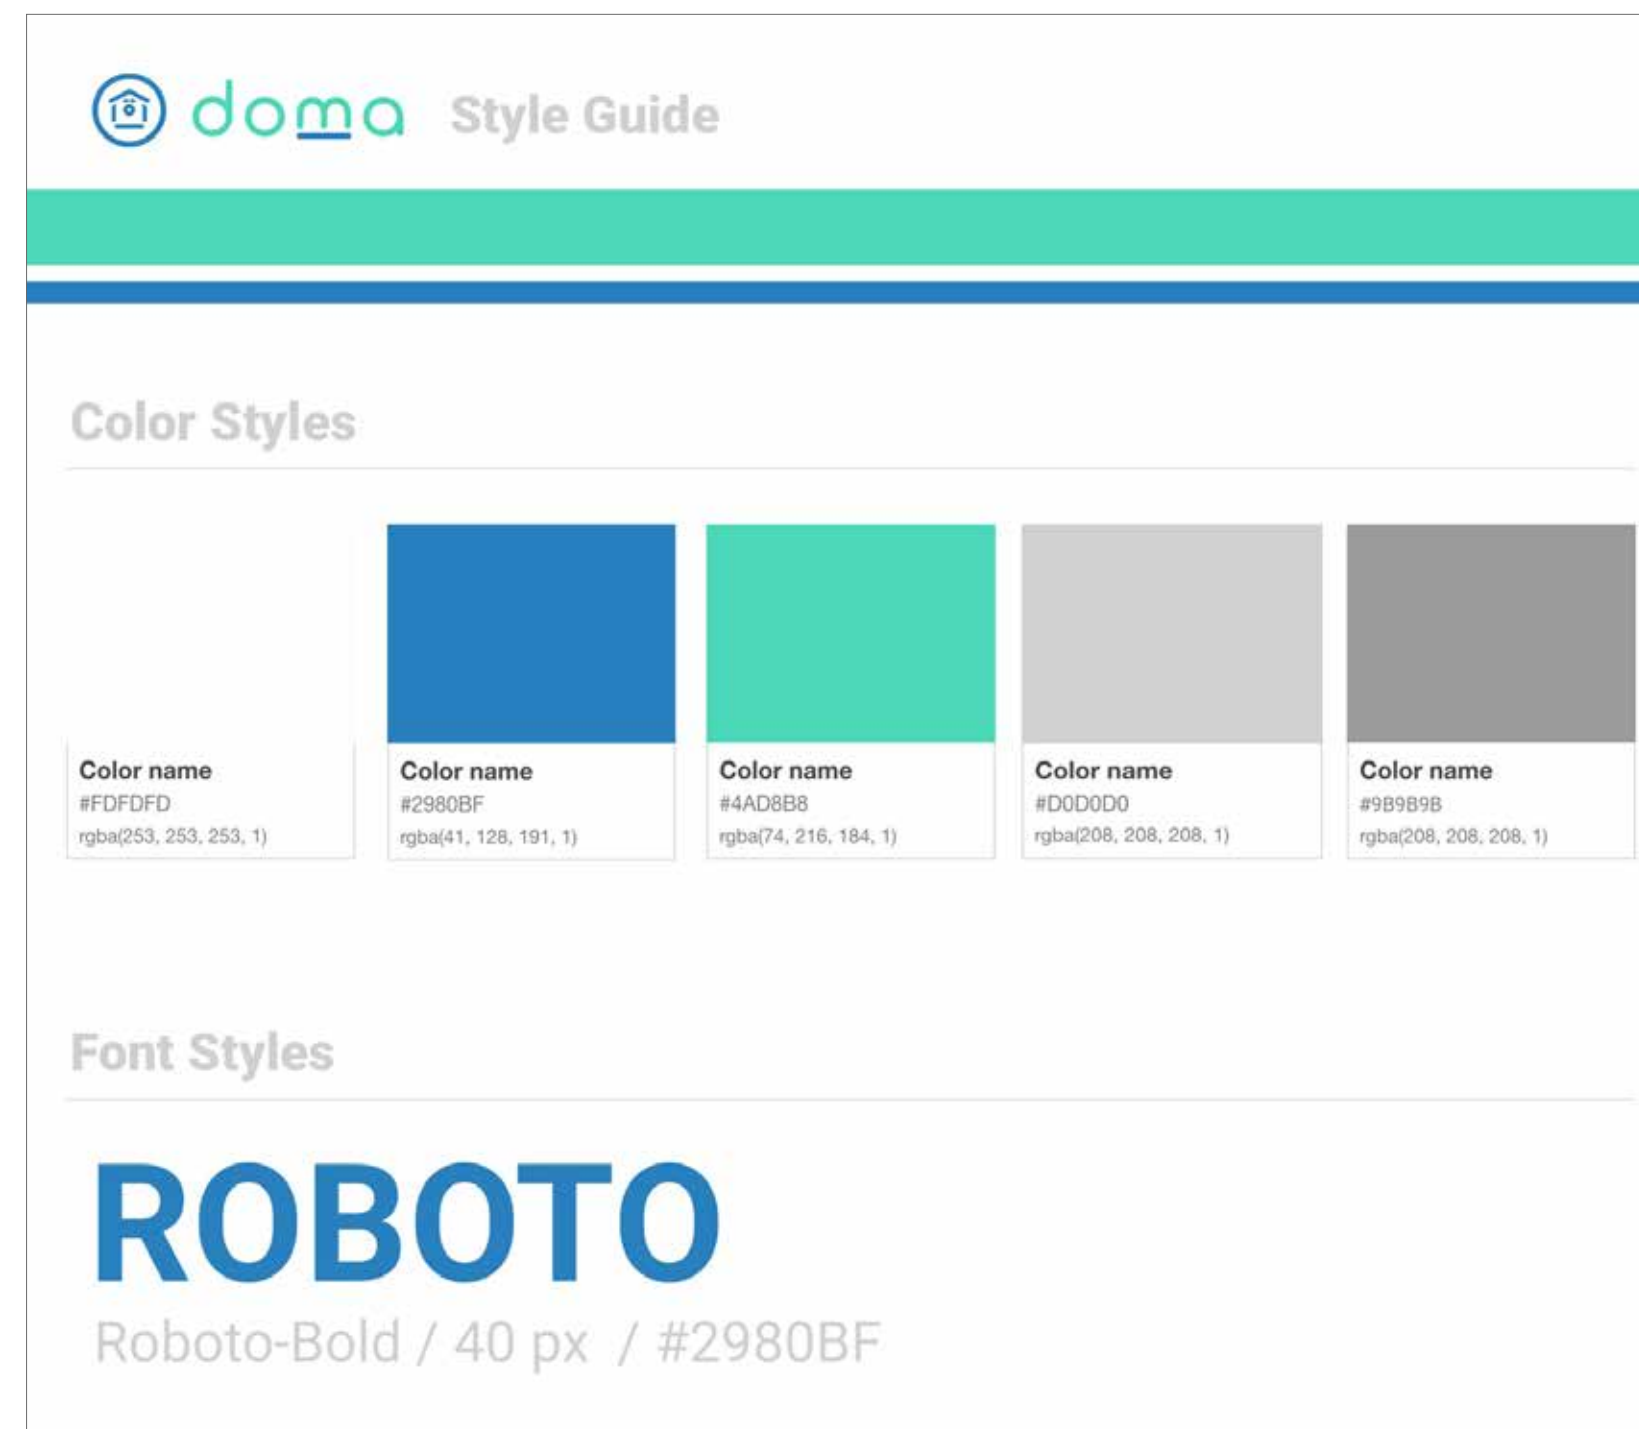 doma Style Guide
Color Styles
Color name
#FDFDFD
rgba(253, 253, 253, 1)
Color name
#2980BF
rgba(41, 128, 191, 1)
Color name
#4AD8B8
rgba(74, 216, 184, 1)
Color name
#D0D0D0
rgba(208, 208, 208, 1)
Color name
#9B9B9B
rgba(208, 208, 208, 1)
Font Styles
ROBOTO
Roboto-Bold / 40 px / #2980BF